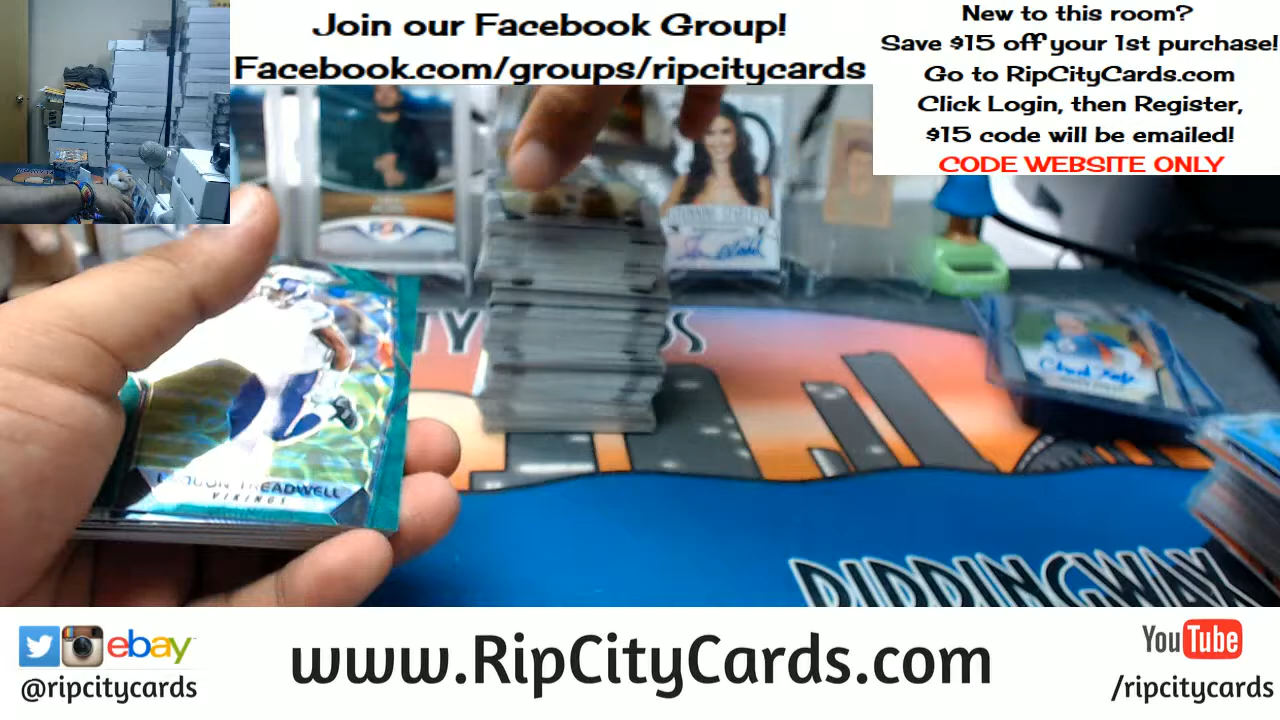 Join our Facebook Group!
Facebook.com/groups/ripcitycards
New to this room?
Save $15 off your 1st purchase!
Go to RipCityCards.com
Click Login, then Register,
$15 code will be emailed!
CODE WEBSITE ONLY
PSA
TREADWELL
VIKINGS
RIPPINGWAX
ebay
@ripcitycards
www.RipCityCards.com
YouTube
/ripcitycards